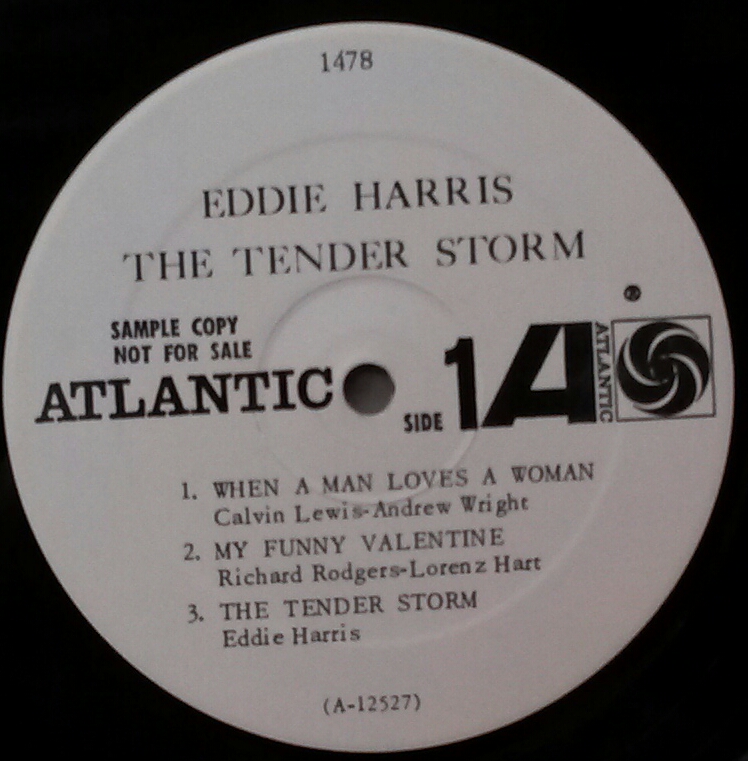 1478
EDDIE HARRIS
THE TENDER STORM
SAMPLE COPY
NOT FOR SALE
ATLANTIC
SIDE 1
A
ATLANTIC
®
1. WHEN A MAN LOVES A WOMAN
Calvin Lewis-Andrew Wright
2. MY FUNNY VALENTINE
Richard Rodgers-Lorenz Hart
3. THE TENDER STORM
Eddie Harris
(A-12527)